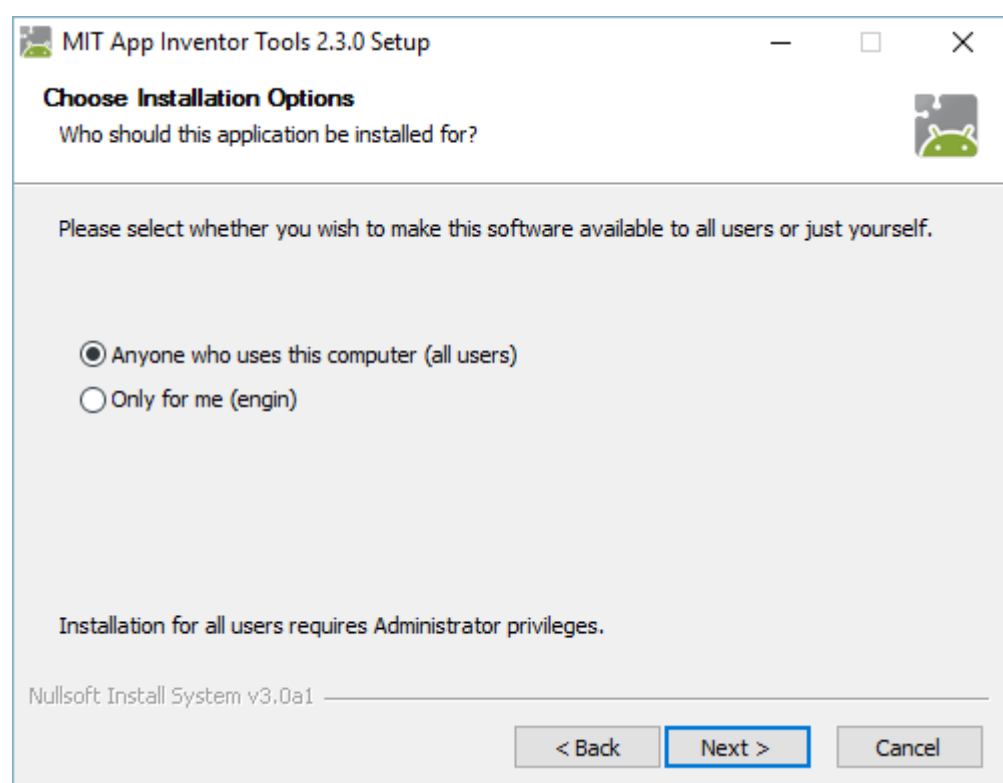 MIT App Inventor Tools 2.3.0 Setup
Choose Installation Options
Who should this application be installed for?
Please select whether you wish to make this software available to all users or just yourself.
Anyone who uses this computer (all users)
Only for me (engin)
Installation for all users requires Administrator privileges.
Nullsoft Install System v3.0a1
< Back Next > Cancel